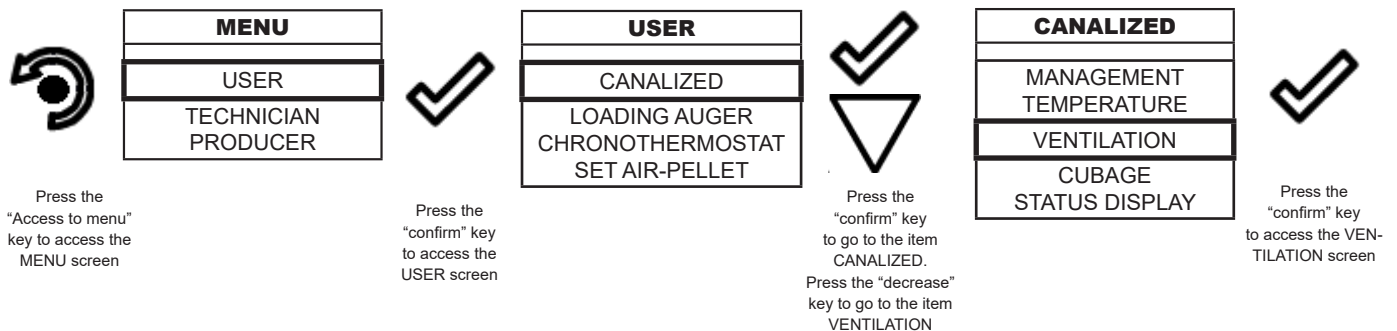 MENU
USER
TECHNICIAN
PRODUCER
Press the
“Access to menu”
key to access the
MENU screen
Press the
“confirm” key
to access the
USER screen
USER
CANALIZED
LOADING AUGER
CHRONOTHERMOSTAT
SET AIR-PELLET
Press the
“confirm” key
to go to the item
CANALIZED.
Press the “decrease”
key to go to the item
VENTILATION
CANALIZED
MANAGEMENT
TEMPERATURE
VENTILATION
CUBAGE
STATUS DISPLAY
Press the
“confirm” key
to access the VEN-
TILATION screen